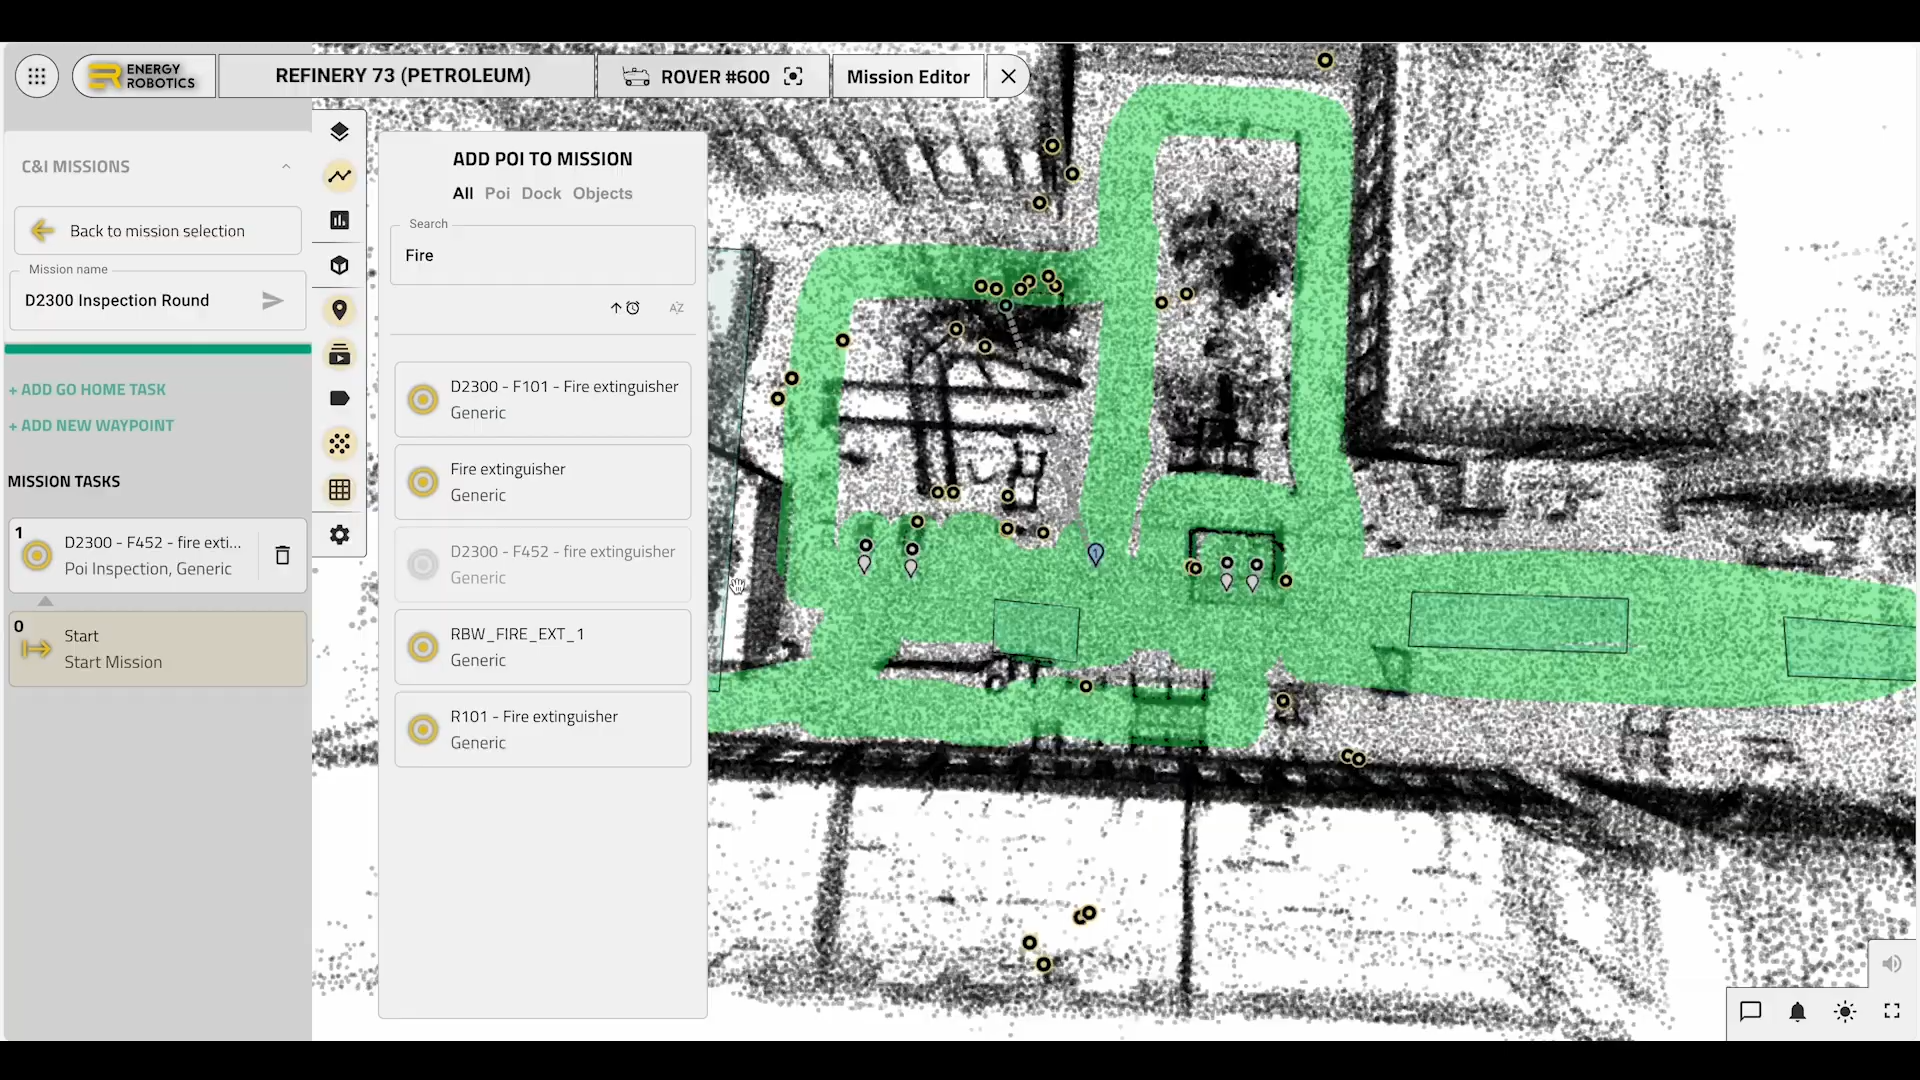 ENERGY
ROBOTICS
REFINERY 73 (PETROLEUM)
ROVER #600
Mission Editor
C&I MISSIONS
Back to mission selection
Mission name
D2300 Inspection Round
+ ADD GO HOME TASK
+ ADD NEW WAYPOINT
MISSION TASKS
1
D2300 - F452 - fire exti...
Poi Inspection, Generic
0
Start
Start Mission
ADD POI TO MISSION
All Poi Dock Objects
Search
Fire
AZ
D2300 - F101 - Fire extinguisher
Generic
Fire extinguisher
Generic
D2300 - F452 - fire extinguisher
Generic
RBW_FIRE_EXT_1
Generic
R101 - Fire extinguisher
Generic
1